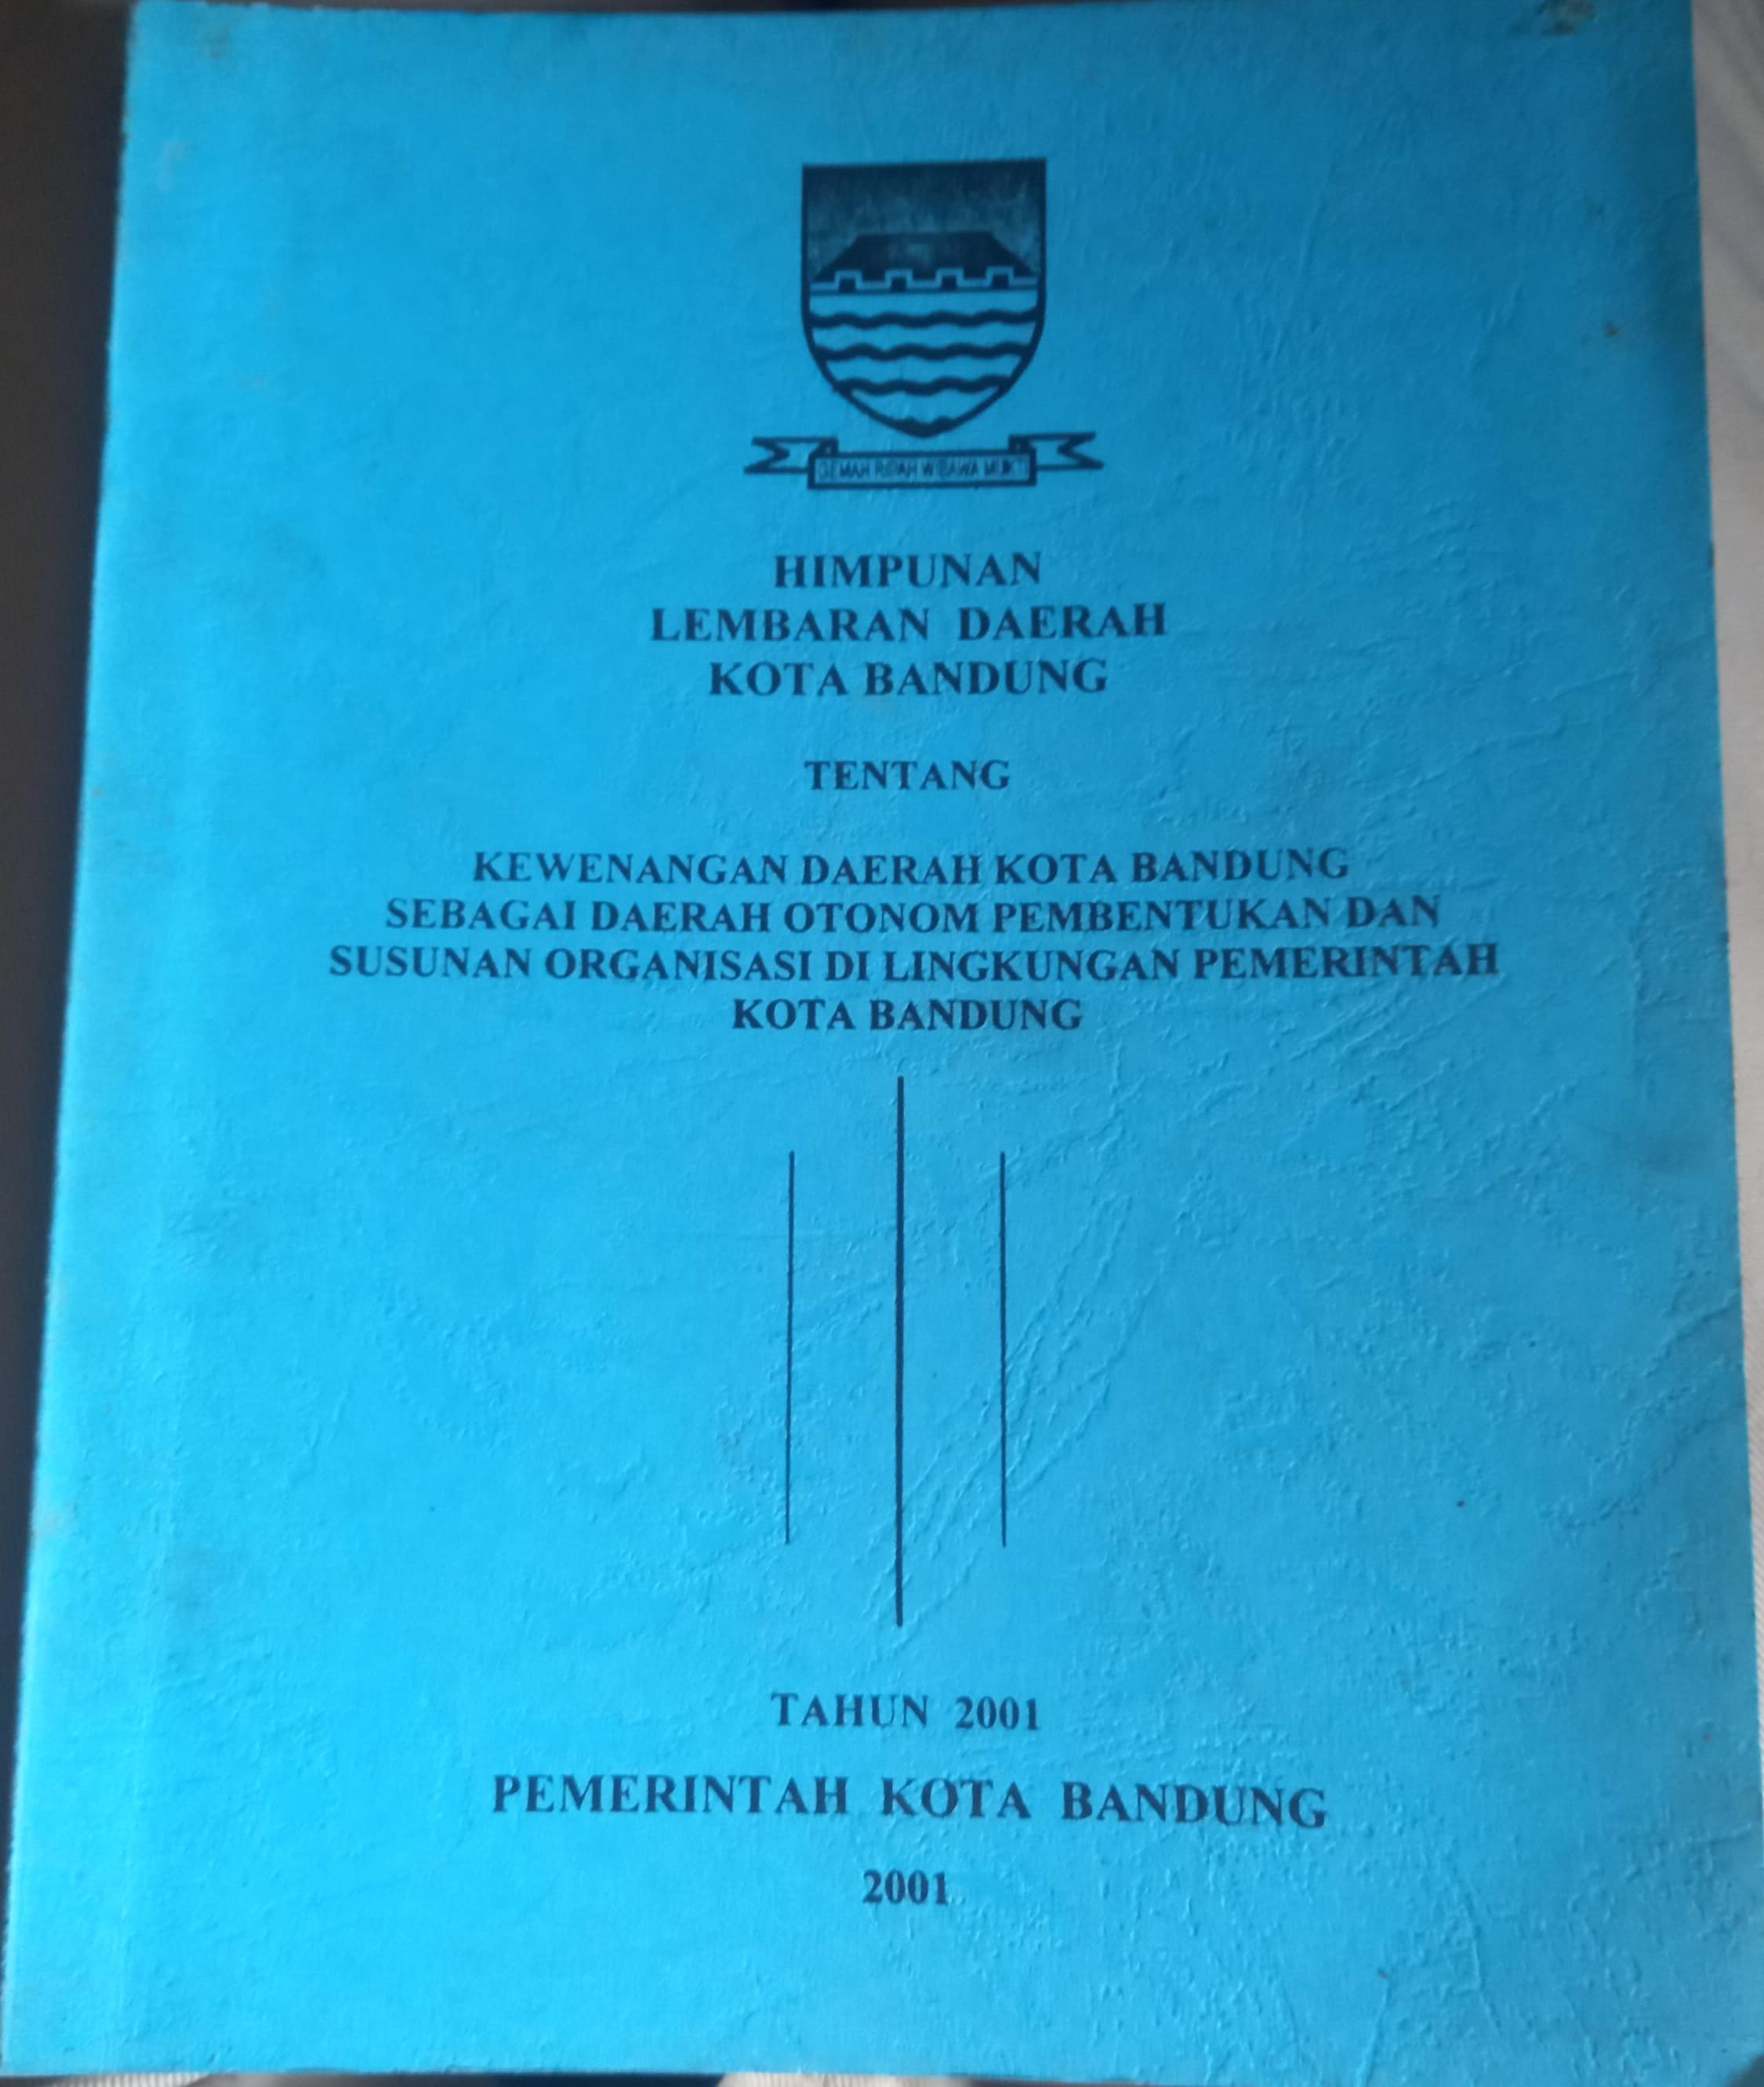 GEMAH RIPAH WIBAWA MUKTI
HIMPUNAN
LEMBARAN DAERAH
KOTA BANDUNG
TENTANG
KEWENANGAN DAERAH KOTA BANDUNG
SEBAGAI DAERAH OTONOM PEMBENTUKAN DAN
SUSUNAN ORGANISASI DI LINGKUNGAN PEMERINTAH
KOTA BANDUNG
TAHUN 2001
PEMERINTAH KOTA BANDUNG
2001